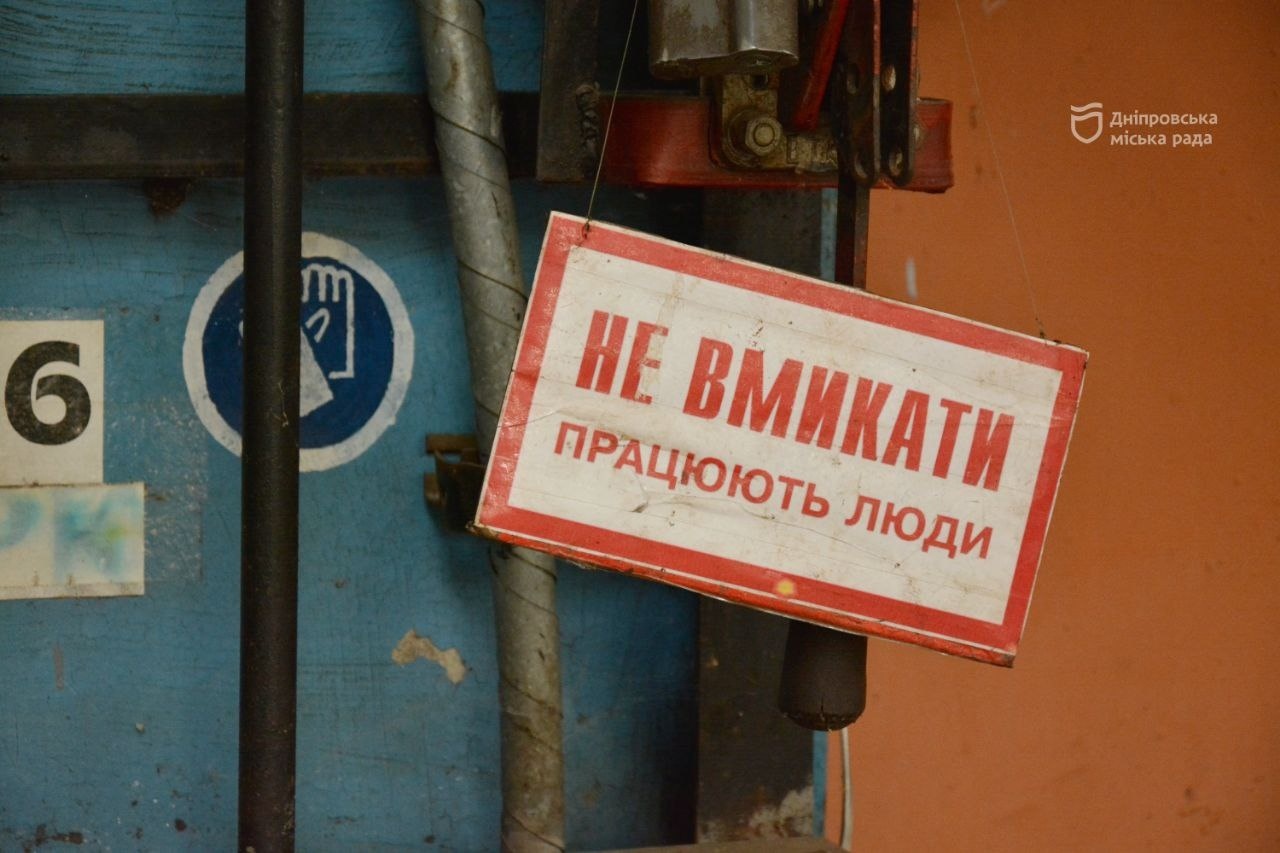 Дніпровська
міська рада
6
НЕ ВМИКАТИ
ПРАЦЮЮТЬ ЛЮДИ